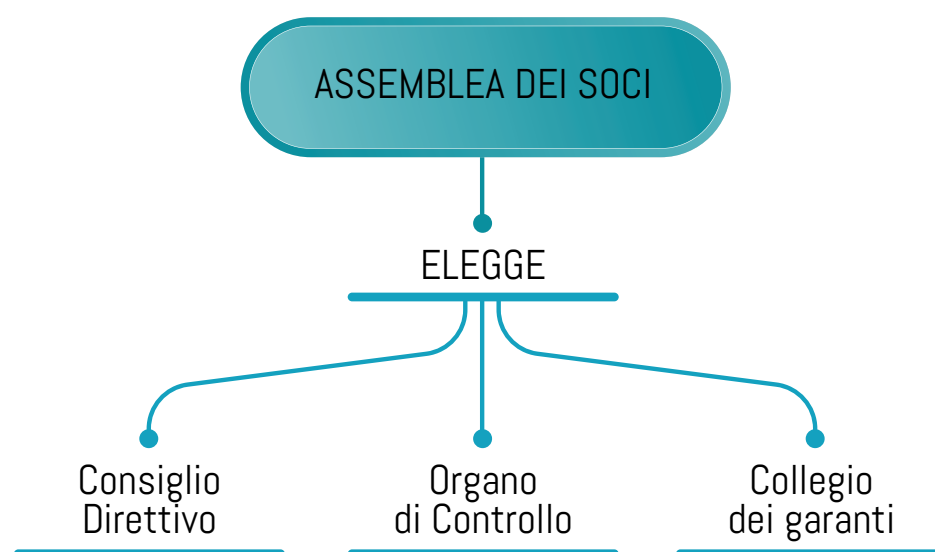 ASSEMBLEA DEI SOCI
ELEGGE
Consiglio
Direttivo
Organo
di Controllo
Collegio
dei garanti